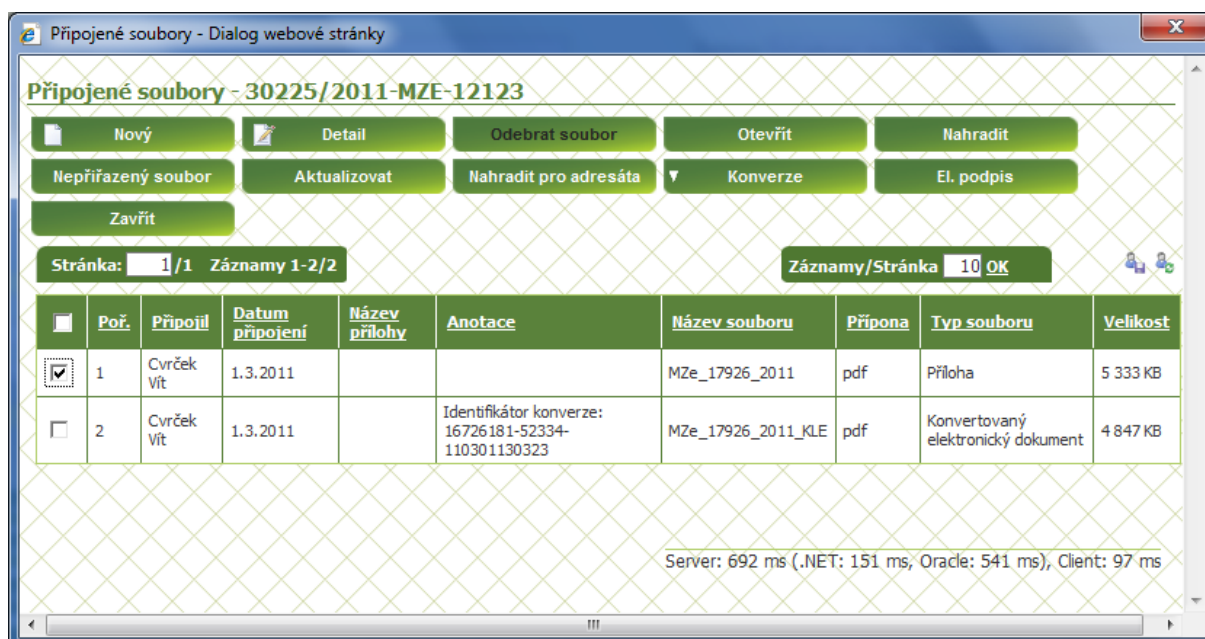 Připojené soubory - Dialog webové stránky
Připojené soubory - 30225/2011-MZE-12123
Nový Detail Odebrat soubor Otevřít Nahradit
Nepřiřazený soubor Aktualizovat Nahradit pro adresáta Konverze El. podpis
Zavřít
Stránka: 1 /1 Záznamy 1-2/2 Záznamy/Stránka 10 OK
Poř. Připojil Datum připojení Název přílohy Anotace Název souboru Přípona Typ souboru Velikost
1 Cvrček Vít 1.3.2011 MZe_17926_2011 pdf Příloha 5 333 KB
2 Cvrček Vít 1.3.2011 Identifikátor konverze: 16726181-52334-110301130323 MZe_17926_2011_KLE pdf Konvertovaný elektronický dokument 4 847 KB
Server: 692 ms (.NET: 151 ms, Oracle: 541 ms), Client: 97 ms